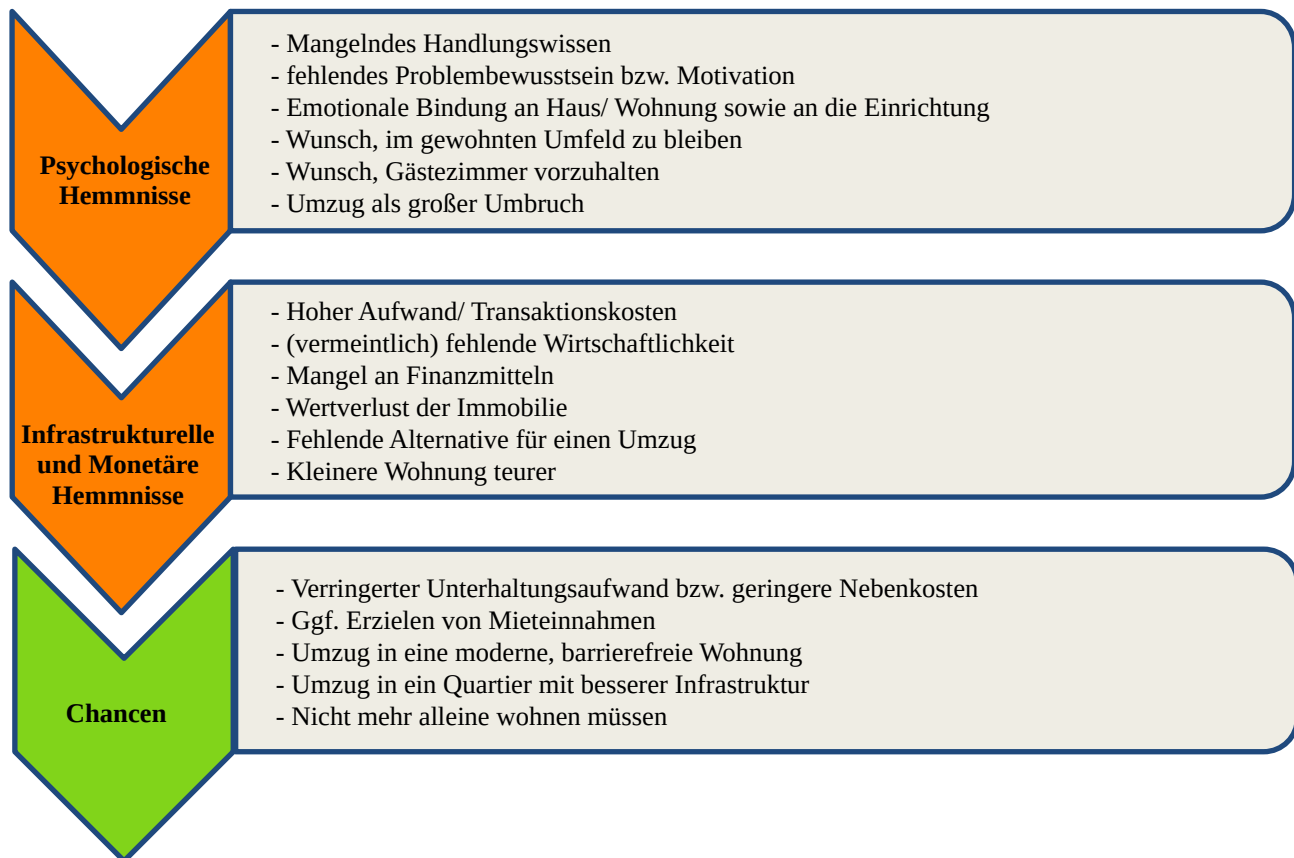 Psychologische
Hemmnisse
- Mangelndes Handlungswissen
- fehlendes Problembewusstsein bzw. Motivation
- Emotionale Bindung an Haus/ Wohnung sowie an die Einrichtung
- Wunsch, im gewohnten Umfeld zu bleiben
- Wunsch, Gästezimmer vorzuhalten
- Umzug als großer Umbruch
Infrastrukturelle
und Monetäre
Hemmnisse
- Hoher Aufwand/ Transaktionskosten
- (vermeintlich) fehlende Wirtschaftlichkeit
- Mangel an Finanzmitteln
- Wertverlust der Immobilie
- Fehlende Alternative für einen Umzug
- Kleinere Wohnung teurer
Chancen
- Verringerter Unterhaltungsaufwand bzw. geringere Nebenkosten
- Ggf. Erzielen von Mieteinnahmen
- Umzug in eine moderne, barrierefreie Wohnung
- Umzug in ein Quartier mit besserer Infrastruktur
- Nicht mehr alleine wohnen müssen